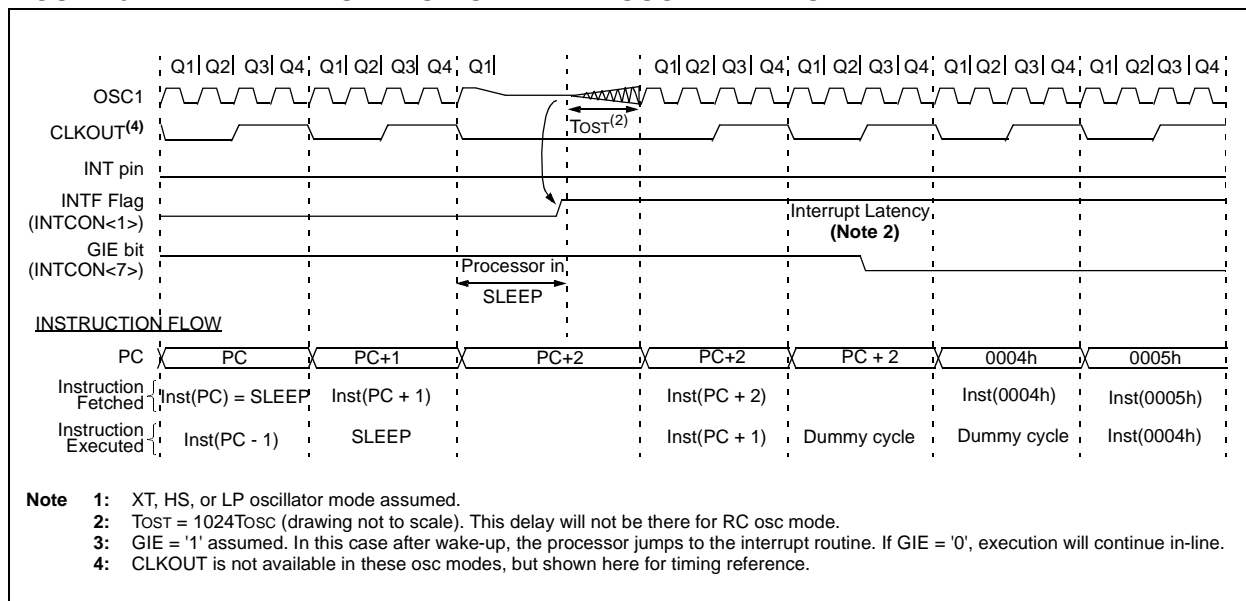 Q1 Q2 Q3 Q4 Q1 Q2 Q3 Q4 Q1 Q1 Q2 Q3 Q4 Q1 Q2 Q3 Q4 Q1 Q2 Q3 Q4 Q1 Q2 Q3 Q4
OSC1
TOST(2)
CLKOUT(4)
INT pin
INTF Flag
(INTCON<1>)
Interrupt Latency
(Note 2)
GIE bit
(INTCON<7>)
Processor in
SLEEP
INSTRUCTION FLOW
PC PC PC+1 PC+2 PC+2 PC + 2 0004h 0005h
Instruction
Fetched
Inst(PC) = SLEEP Inst(PC + 1) Inst(PC + 2) Inst(0004h) Inst(0005h)
Instruction
Executed
Inst(PC - 1) SLEEP Inst(PC + 1) Dummy cycle Dummy cycle Inst(0004h)
Note 1: XT, HS, or LP oscillator mode assumed.
2: TOST = 1024TOSC (drawing not to scale). This delay will not be there for RC osc mode.
3: GIE = '1' assumed. In this case after wake-up, the processor jumps to the interrupt routine. If GIE = '0', execution will continue in-line.
4: CLKOUT is not available in these osc modes, but shown here for timing reference.